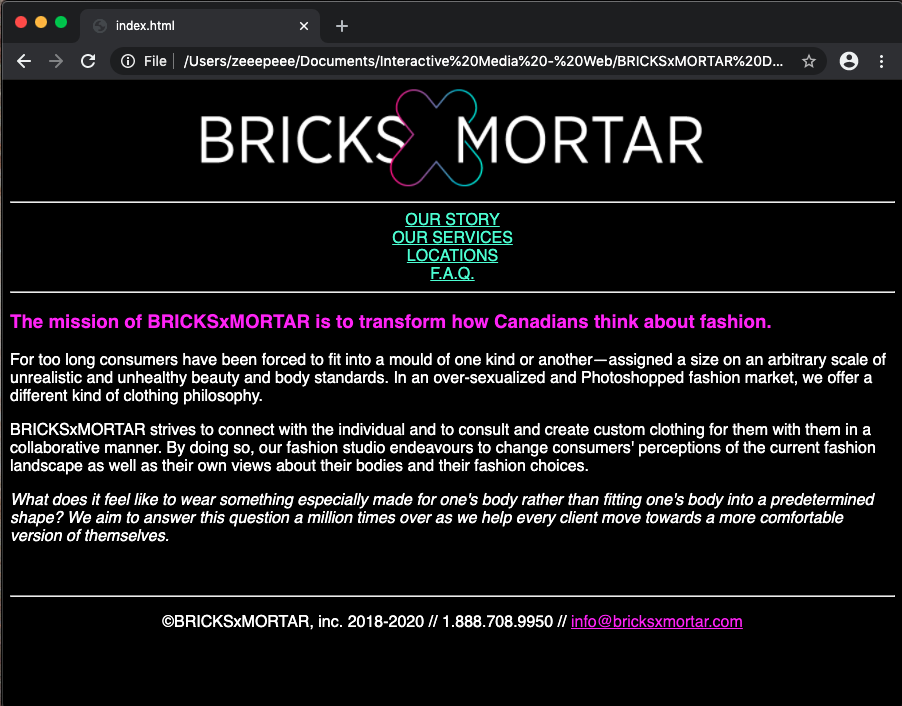 index.html
File
/Users/zeeepeee/Documents/Interactive%20Media%20-%20Web/BRICKSxMORTAR%20D...
BRICKS MORTAR
OUR STORY
OUR SERVICES
LOCATIONS
F.A.Q.
The mission of BRICKSxMORTAR is to transform how Canadians think about fashion.
For too long consumers have been forced to fit into a mould of one kind or another—assigned a size on an arbitrary scale of
unrealistic and unhealthy beauty and body standards. In an over-sexualized and Photoshopped fashion market, we offer a
different kind of clothing philosophy.
BRICKSxMORTAR strives to connect with the individual and to consult and create custom clothing for them with them in a
collaborative manner. By doing so, our fashion studio endeavours to change consumers' perceptions of the current fashion
landscape as well as their own views about their bodies and their fashion choices.
What does it feel like to wear something especially made for one's body rather than fitting one's body into a predetermined
shape? We aim to answer this question a million times over as we help every client move towards a more comfortable
version of themselves.
©BRICKSxMORTAR, inc. 2018-2020 // 1.888.708.9950 // info@bricksxmortar.com